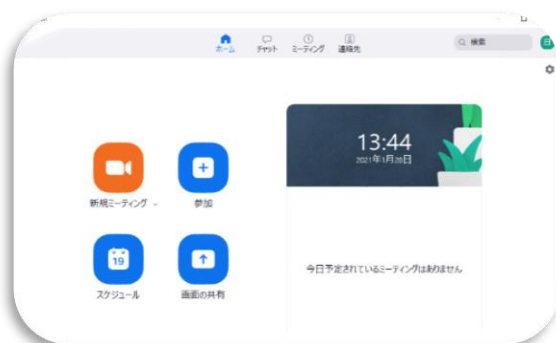 ホーム チャット ミーティング 連絡先
検索
13:44
2021年1月28日
新規ミーティング 参加
19
スケジュール 画面の共有
今日予定されているミーティングはありません